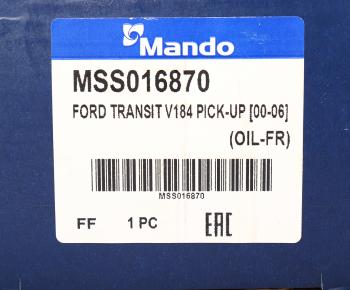 Mando
MSS016870
FORD TRANSIT V184 PICK-UP [00-06]
(OIL-FR)
MSS016870
FF 1 PC EAC